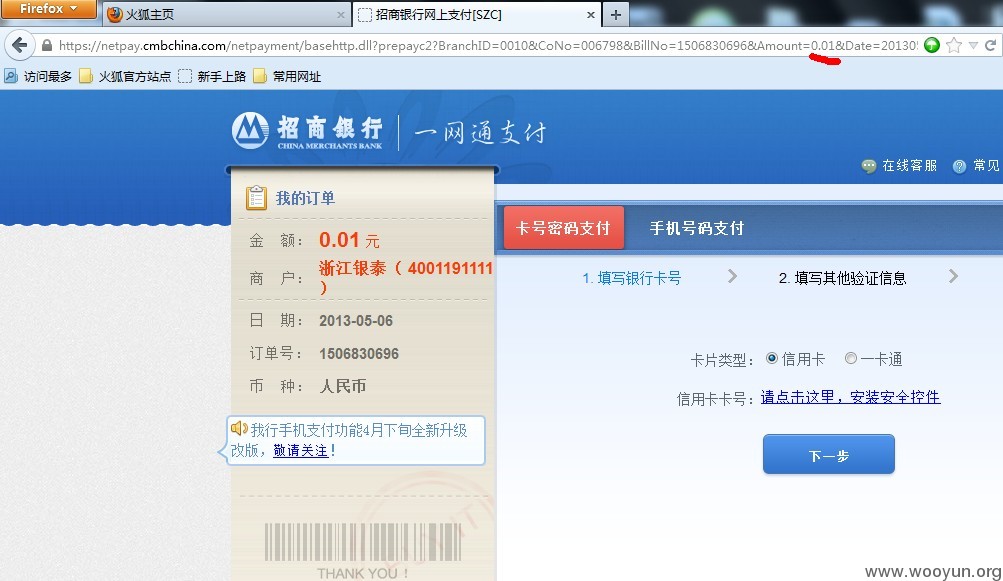 Firefox
火狐主页
招商银行网上支付[SZC]
https://netpay.cmbchina.com/netpayment/basehttp.dll?prepayc2?BranchID=0010&CoNo=006798&BillNo=1506830696&Amount=0.01&Date=20130
访问最多 火狐官方站点 新手上路 常用网址
招商银行
CHINA MERCHANTS BANK
一网通支付
在线客服 常见
我的订单
金 额： 0.01 元
商 户： 浙江银泰（ 4001191111
）
日 期： 2013-05-06
订单号： 1506830696
币 种： 人民币
我行手机支付功能4月下旬全新升级
改版，敬请关注！
THANK YOU !
卡号密码支付 手机号码支付
1. 填写银行卡号 2. 填写其他验证信息
卡片类型： 信用卡 一卡通
信用卡卡号： 请点击这里，安装安全控件
下一步
www.wooyun.org